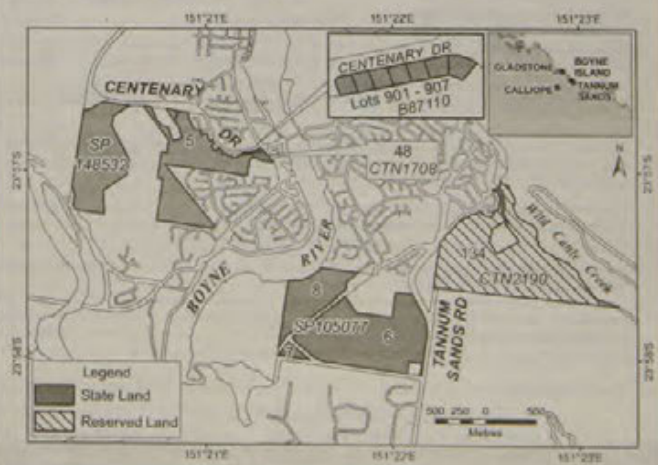 151°21'E
151°22'E
151°23'E
CENTENARY DR
CENTENARY DR
Lots 901 - 907
B87110
GLADSTONE
BOYNE
ISLAND
CALLIOPE
TANNUM
SANDS
SP
148532
5
48
CTN1708
N
23°57'S
23°57'S
BOYNE RIVER
Wild Cattle Creek
134
CTN2190
8
SP105077
6
TANNUM
SANDS RD
23°58'S
23°58'S
Legend
State Land
Reserved Land
500 250 0 500
Metres
151°21'E
151°22'E
151°23'E